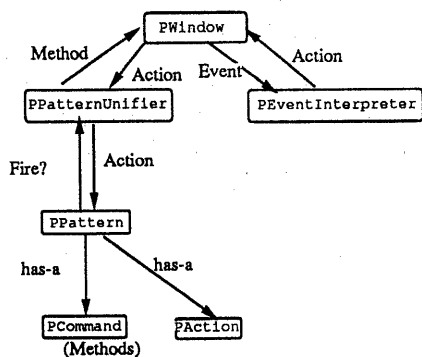 PWindow
Method
Action
Event
Action
PPatternUnifier
PEventInterpreter
Fire?
Action
PPattern
has-a
has-a
PCommand
PAction
(Methods)